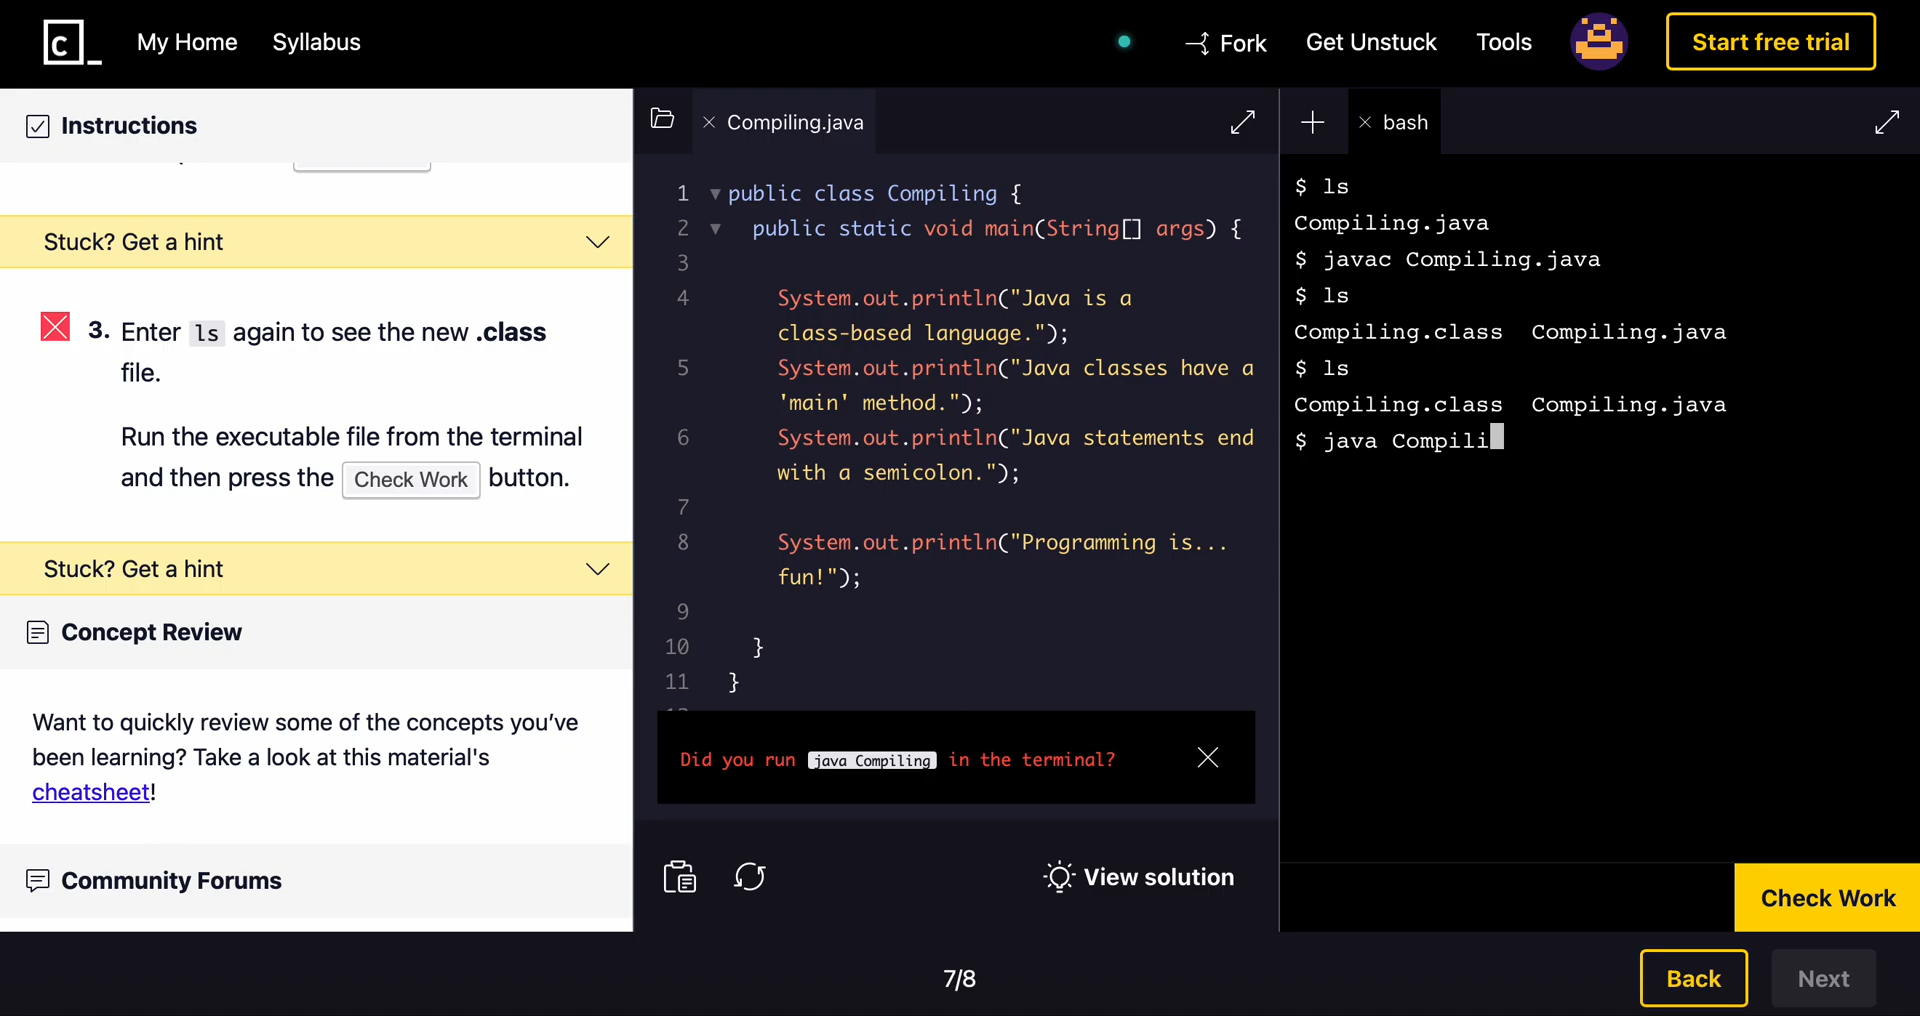 c
My Home
Syllabus
Fork
Get Unstuck
Tools
Start free trial
Instructions
Stuck? Get a hint
3. Enter ls again to see the new .class
file.
Run the executable file from the terminal
and then press the Check Work button.
Stuck? Get a hint
Concept Review
Want to quickly review some of the concepts you’ve
been learning? Take a look at this material's
cheatsheet!
Community Forums
Compiling.java
1 public class Compiling {
2 public static void main(String[] args) {
3
4 System.out.println("Java is a
class-based language.");
5 System.out.println("Java classes have a
'main' method.");
6 System.out.println("Java statements end
with a semicolon.");
7
8 System.out.println("Programming is...
fun!");
9
10 }
11 }
Did you run java Compiling in the terminal?
View solution
bash
$ ls
Compiling.java
$ javac Compiling.java
$ ls
Compiling.class Compiling.java
$ ls
Compiling.class Compiling.java
$ java Compili
Check Work
7/8
Back
Next